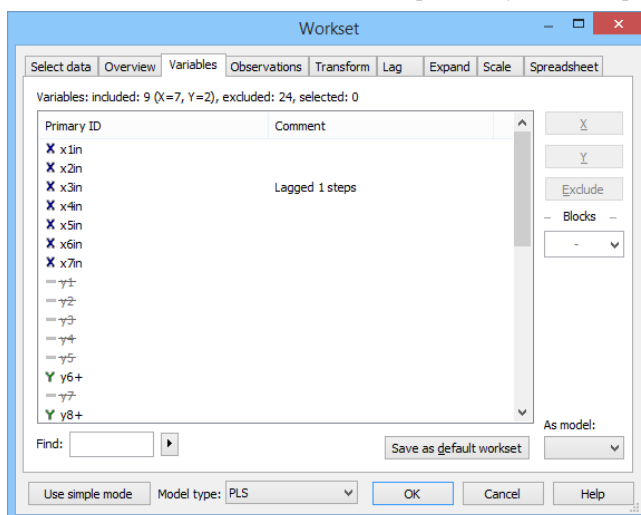 Workset
Select data Overview Variables Observations Transform Lag Expand Scale Spreadsheet
Variables: included: 9 (X=7, Y=2), excluded: 24, selected: 0
Primary ID Comment
X x1in
X x2in
X x3in Lagged 1 steps
X x4in
X x5in
X x6in
X x7in
y1
y2
y3
y4
y5
Y y6+
y7
Y y8+
X
Y
Exclude
Blocks
-
As model:
Find:
Save as default workset
Use simple mode Model type: PLS OK Cancel Help